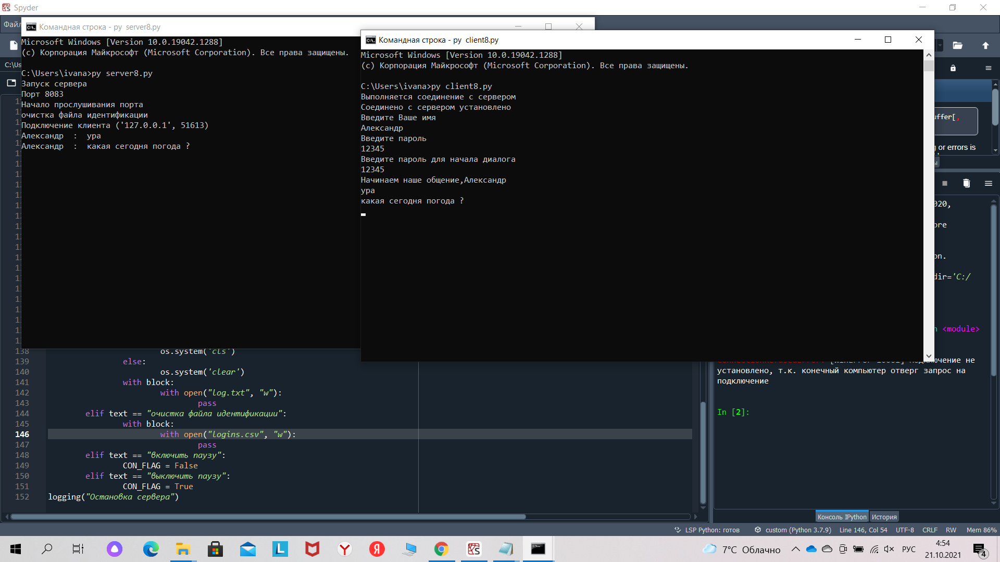 Spyder
Файл
Командная строка - py  server8.py
Microsoft Windows [Version 10.0.19042.1288]
(c) Корпорация Майкрософт (Microsoft Corporation). Все права защищены.
C:\Users\ivana>py server8.py
Запуск сервера
Порт 8083
Начало прослушивания порта
очистка файла идентификации
Подключение клиента ('127.0.0.1', 51613)
Александр  :  ура
Александр  :  какая сегодня погода ?
Командная строка - py  client8.py
Microsoft Windows [Version 10.0.19042.1288]
(c) Корпорация Майкрософт (Microsoft Corporation). Все права защищены.
C:\Users\ivana>py client8.py
Выполняется соединение с сервером
Соединено с сервером установлено
Введите Ваше имя
Александр
Введите пароль
12345
Введите пароль для начала диалога
12345
Начинаем наше общение,Александр
ура
какая сегодня погода ?
C:\Us
uffer[,
or errors is
020,
ore
on.
dir='C:/
n <module>
138 os.system('cls')
139 else:
140 os.system('clear')
141 with block:
142 with open("log.txt", "w"):
143 pass
144 elif text == "очистка файла идентификации":
145 with block:
146 with open("logins.csv", "w"):
147 pass
148 elif text == "включить паузу":
149 CON_FLAG = False
150 elif text == "выключить паузу":
151 CON_FLAG = True
152 logging("Остановка сервера")
подключение не
установлено, т.к. конечный компьютер отверг запрос на
подключение
In [2]:
Консоль IPython История
LSP Python: готов custom (Python 3.7.9) Line 146, Col 54 UTF-8 CRLF RW Mem 86%
7°C Облачно РУС 4:54
21.10.2021
4